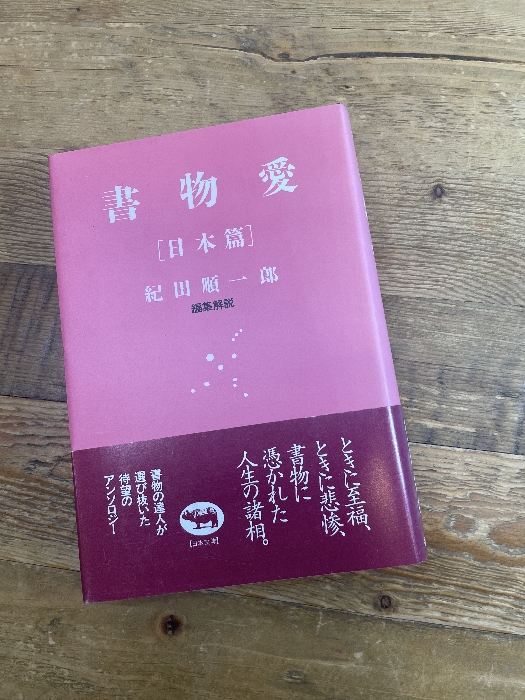 書物愛
[日本篇]
紀田順一郎
編集解説
ときに至福、
ときに悲惨、
書物に
憑かれた
人生の諸相。
書物の達人が
選び抜いた
待望の
アンソロジー